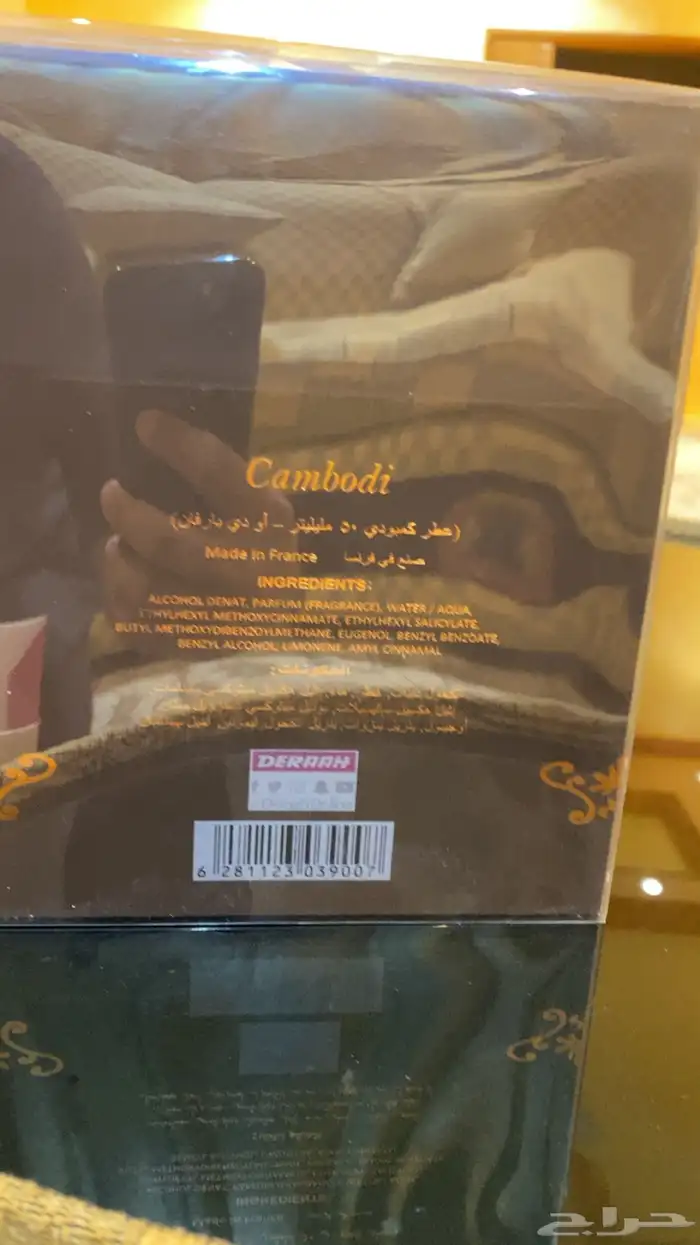 Cambodi
(عطر كمبودي ٥٠ مليليتر - أو دي بارفان)
Made in France صنع في فرنسا
INGREDIENTS:
ALCOHOL DENAT, PARFUM (FRAGRANCE), WATER / AQUA,
ETHYLHEXYL METHOXYCINNAMATE, ETHYLHEXYL SALICYLATE,
BUTYL METHOXYDIBENZOYLMETHANE, EUGENOL, BENZYL BENZOATE,
BENZYL ALCOHOL, LIMONENE, AMYL CINNAMAL
المكونات:
DERAAH
6 281123 039007
حراج